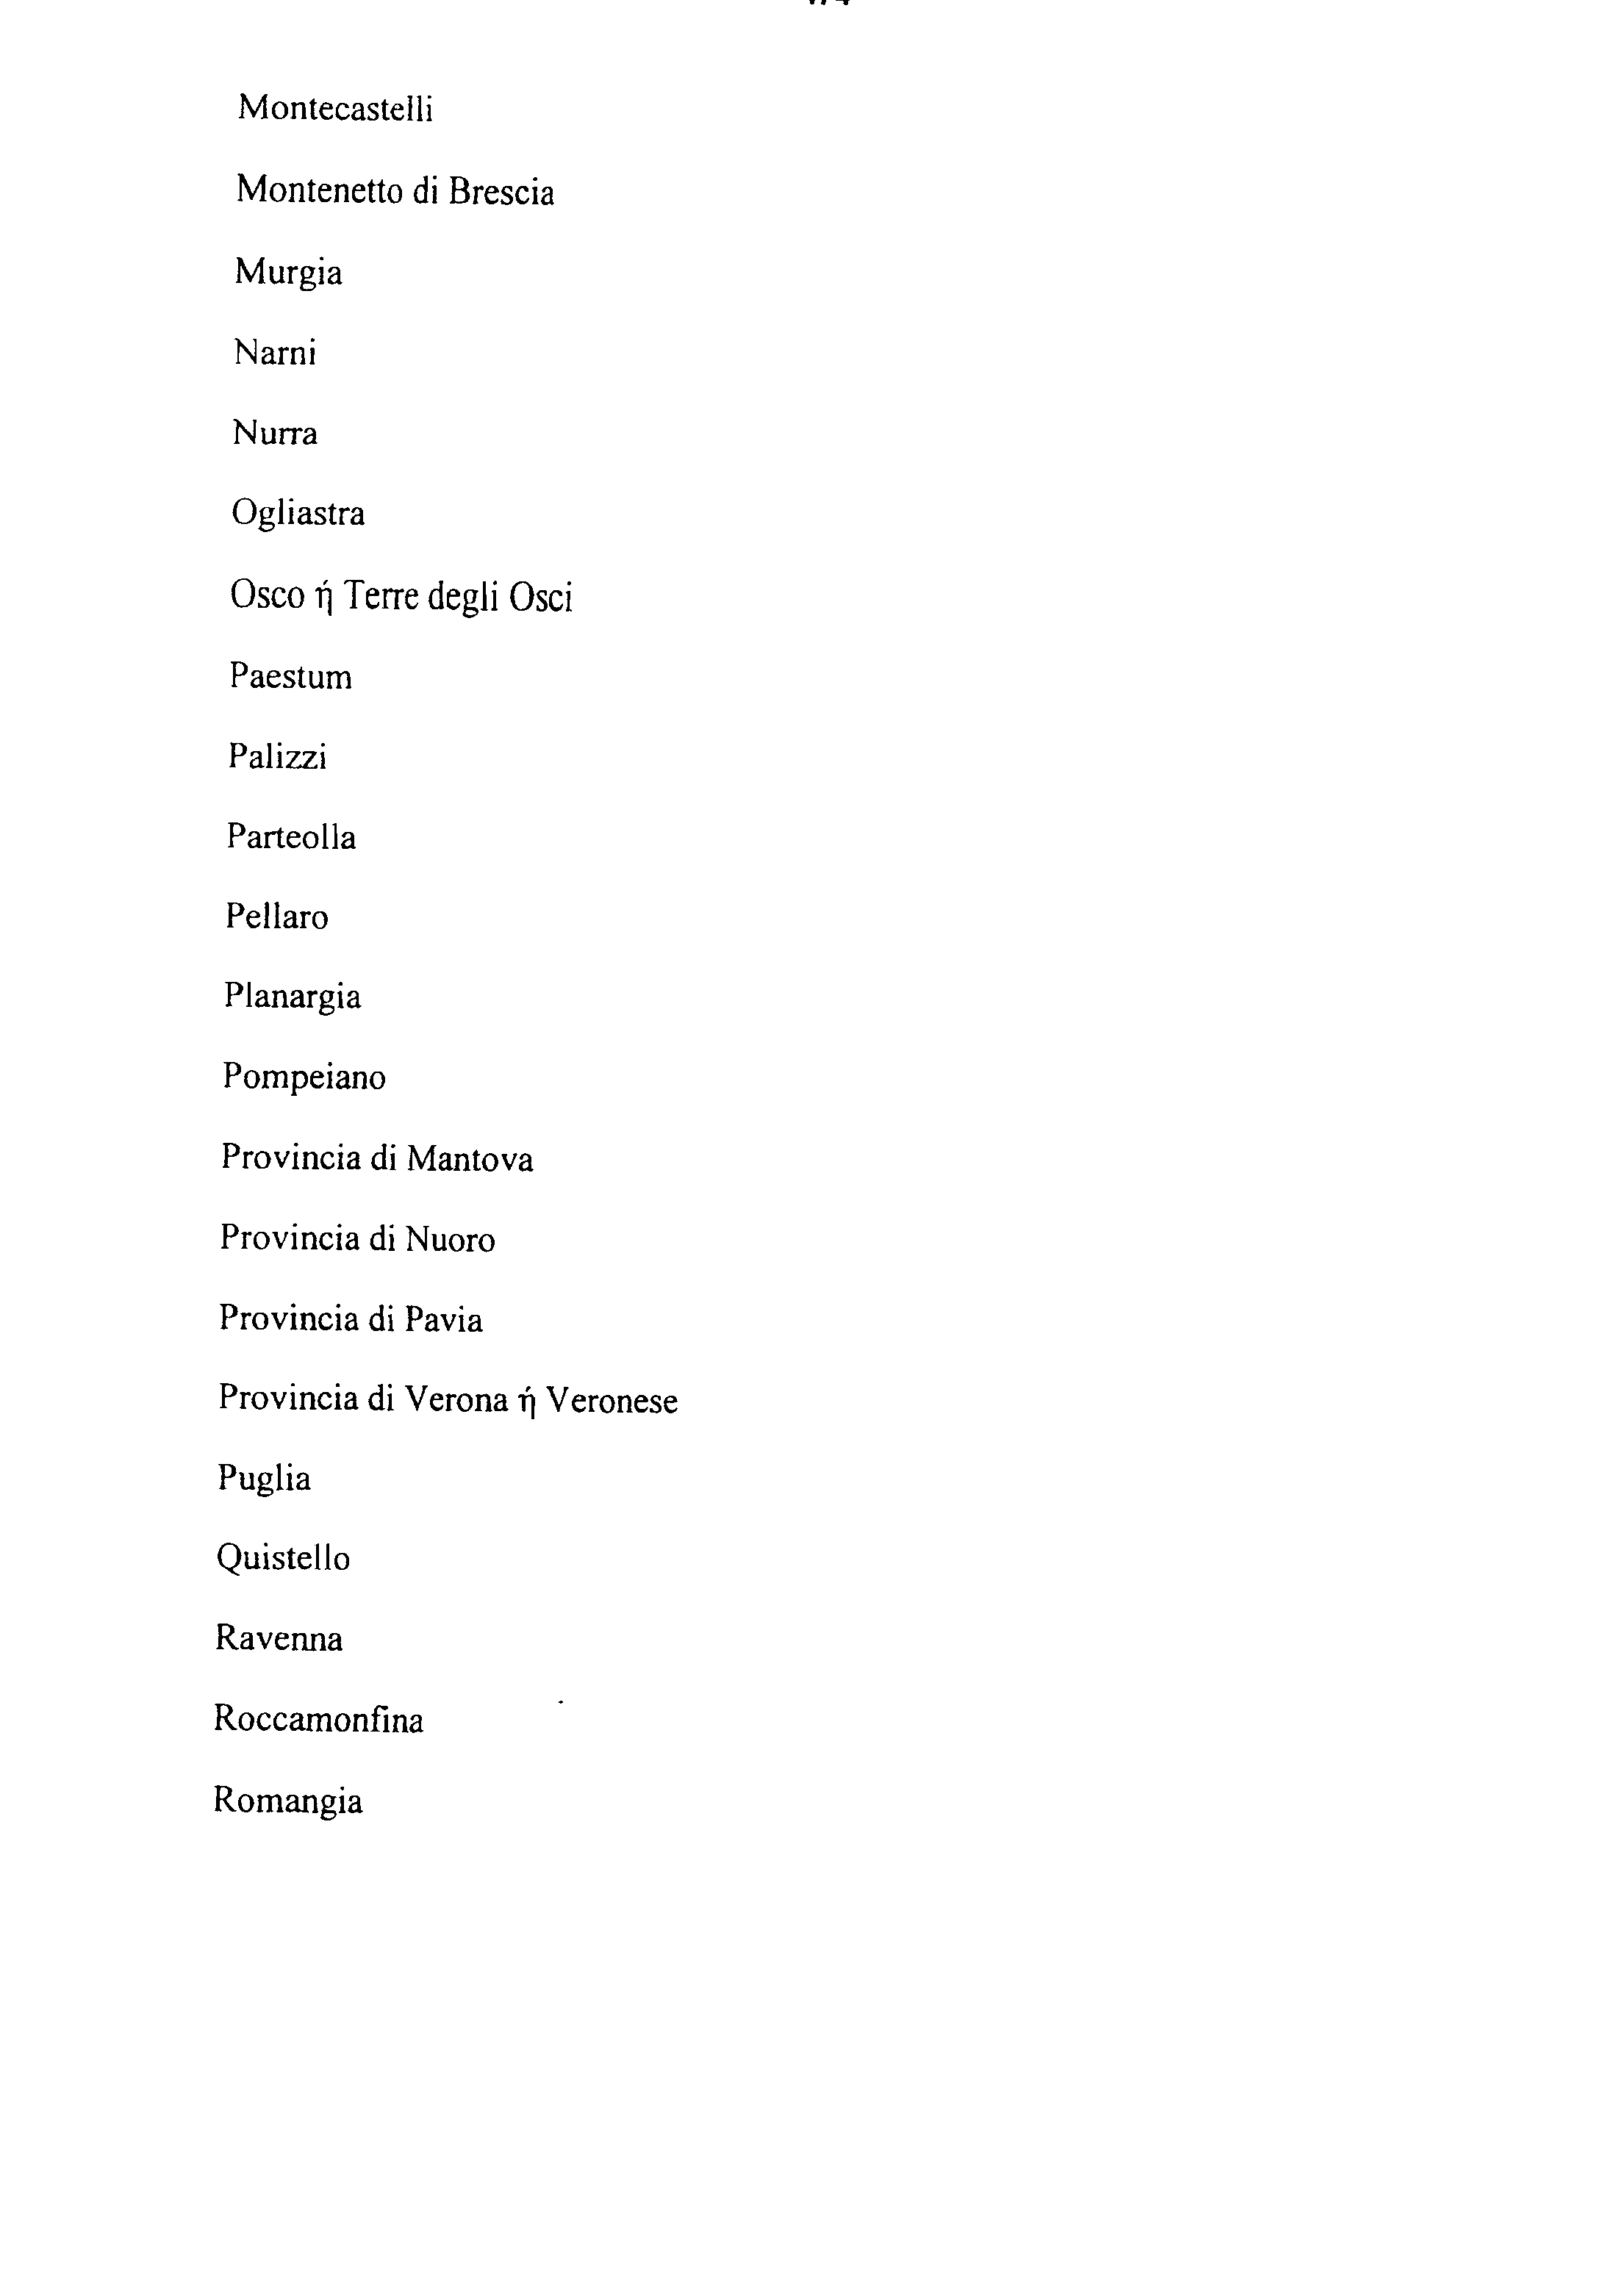 Montecastelli
Montenetto di Brescia
Murgia
Narni
Nurra
Ogliastra
Osco ή Terre degli Osci
Paestum
Palizzi
Parteolla
Pellaro
Planargia
Pompeiano
Provincia di Mantova
Provincia di Nuoro
Provincia di Pavia
Provincia di Verona ή Veronese
Puglia
Quistello
Ravenna
Roccamonfina
Romangia